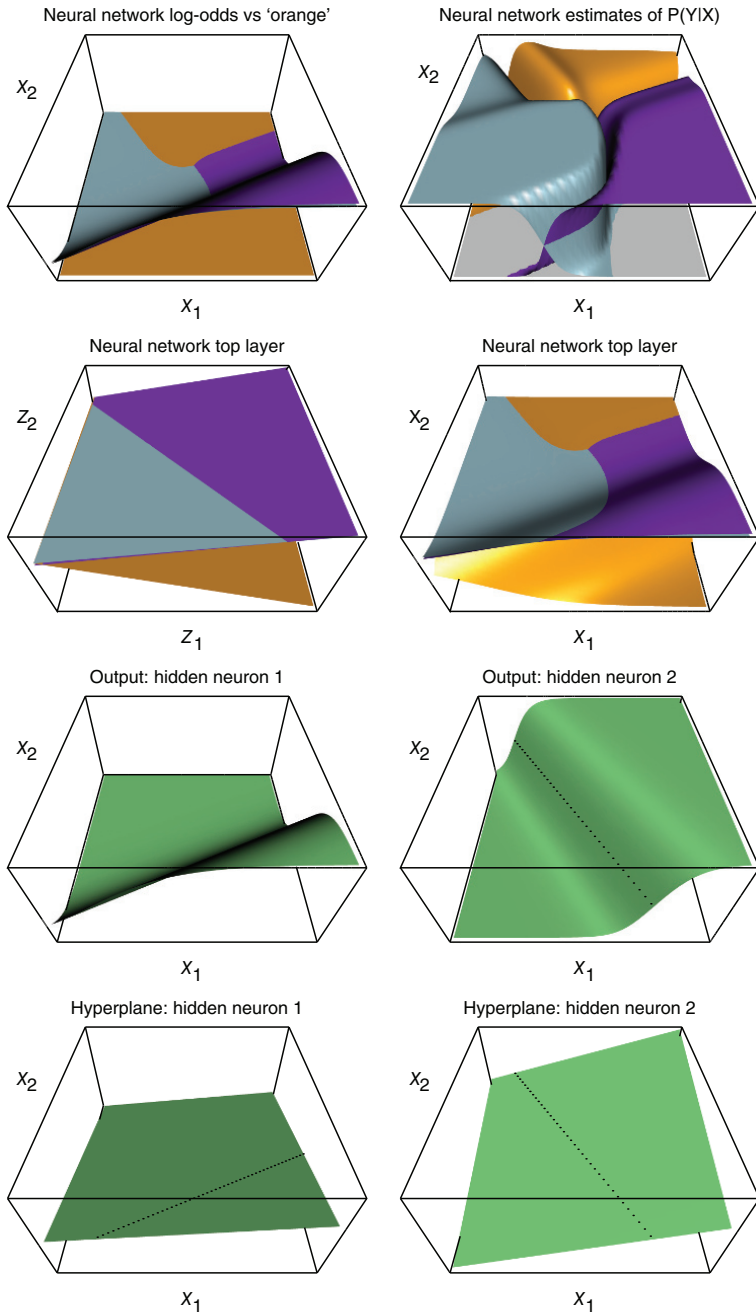 Neural network log-odds vs ‘orange’
X2
X1
Neural network estimates of P(Y|X)
X2
X1
Neural network top layer
Z2
Z1
Neural network top layer
X2
X1
Output: hidden neuron 1
X2
X1
Output: hidden neuron 2
X2
X1
Hyperplane: hidden neuron 1
X2
X1
Hyperplane: hidden neuron 2
X2
X1